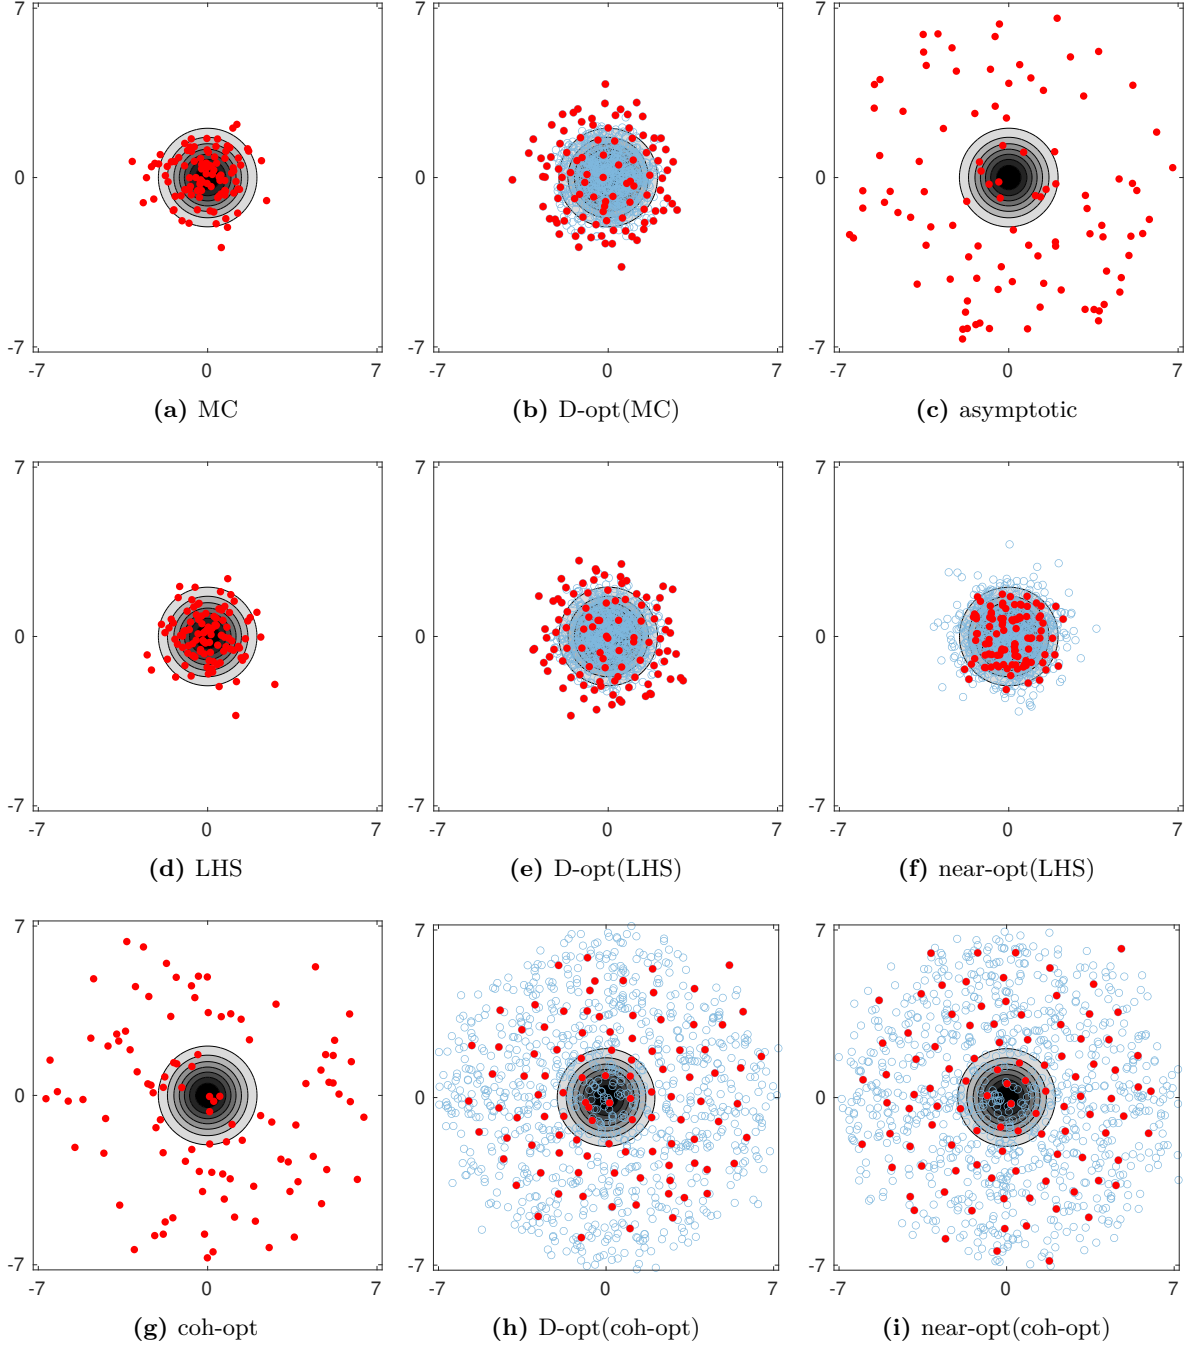 7 7 7
0 0 0
-7 -7 -7
-7 0 7 -7 0 7 -7 0 7
(a) MC (b) D-opt(MC) (c) asymptotic
7 7 7
0 0 0
-7 -7 -7
-7 0 7 -7 0 7 -7 0 7
(d) LHS (e) D-opt(LHS) (f) near-opt(LHS)
7 7 7
0 0 0
-7 -7 -7
-7 0 7 -7 0 7 -7 0 7
(g) coh-opt (h) D-opt(coh-opt) (i) near-opt(coh-opt)